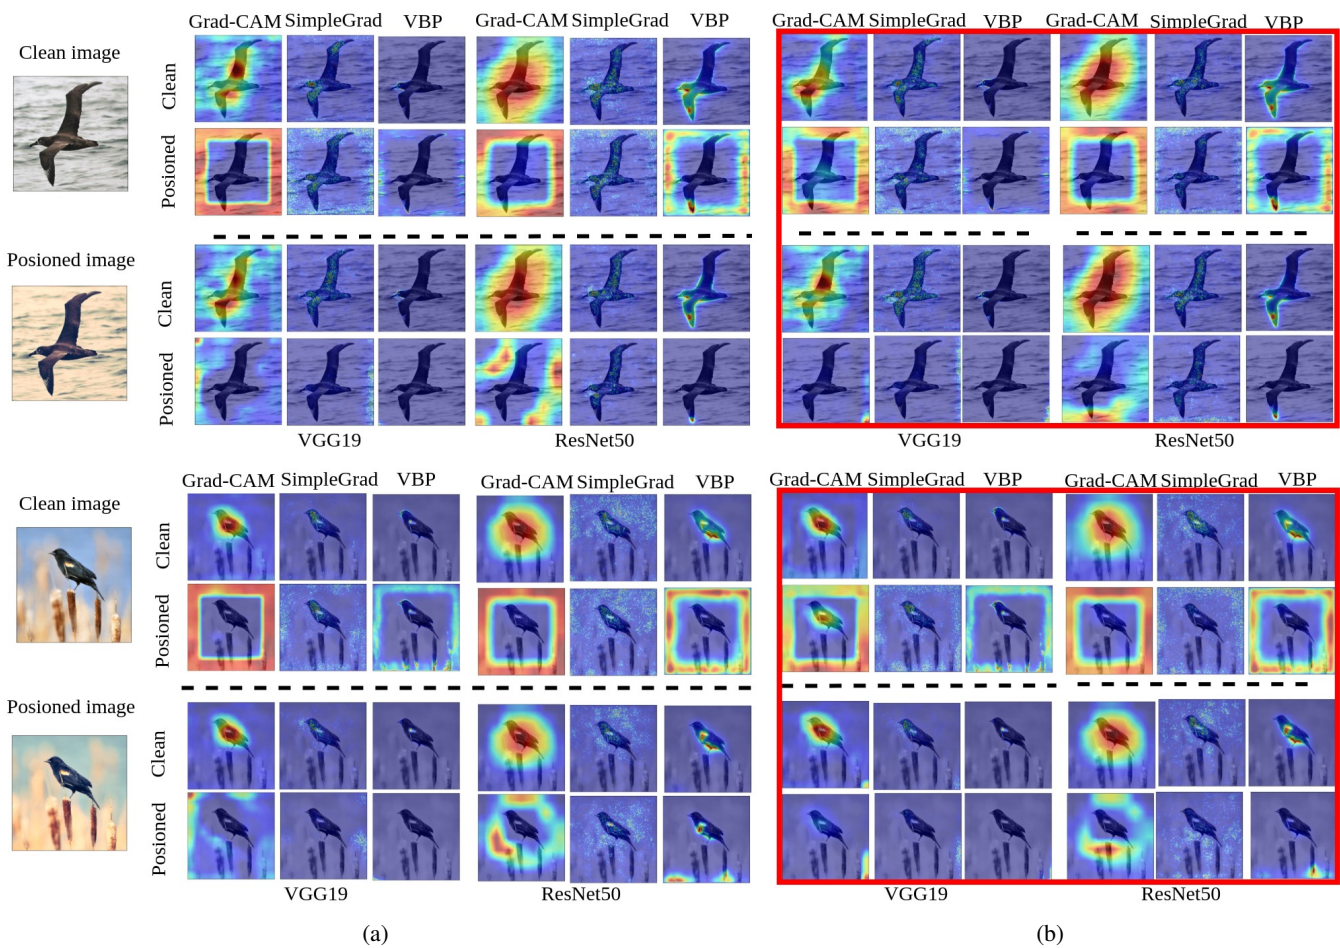 Grad-CAM SimpleGrad VBP Grad-CAM SimpleGrad VBP Grad-CAM SimpleGrad VBP Grad-CAM SimpleGrad VBP
Clean image
Clean
Posioned
Posioned image
Clean
Posioned
VGG19 ResNet50 VGG19 ResNet50
Grad-CAM SimpleGrad VBP Grad-CAM SimpleGrad VBP Grad-CAM SimpleGrad VBP Grad-CAM SimpleGrad VBP
Clean image
Clean
Posioned
Posioned image
Clean
Posioned
VGG19 ResNet50 VGG19 ResNet50
(a) (b)